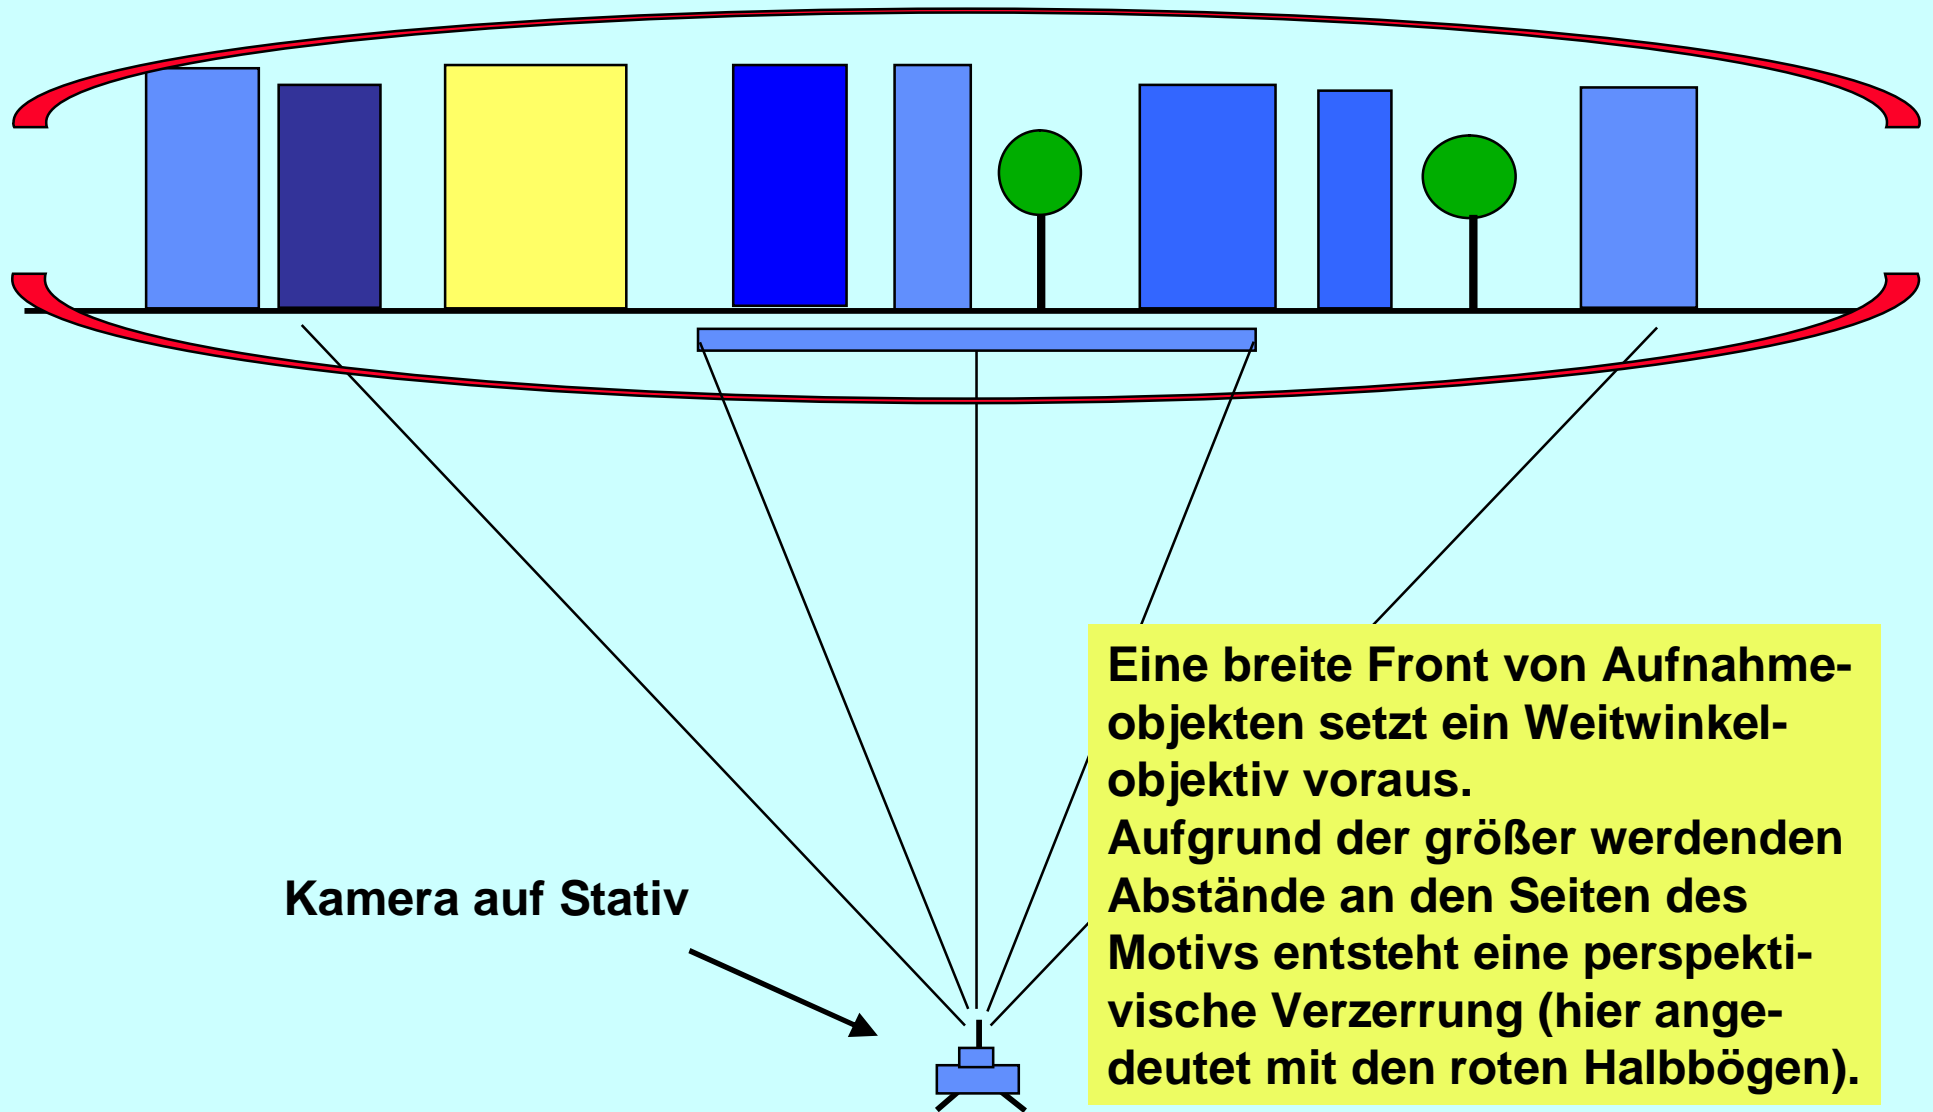 Eine breite Front von Aufnahme-
objekten setzt ein Weitwinkel-
objektiv voraus.
Aufgrund der größer werdenden
Abstände an den Seiten des
Motivs entsteht eine perspekti-
vische Verzerrung (hier ange-
deutet mit den roten Halbbögen).
Kamera auf Stativ